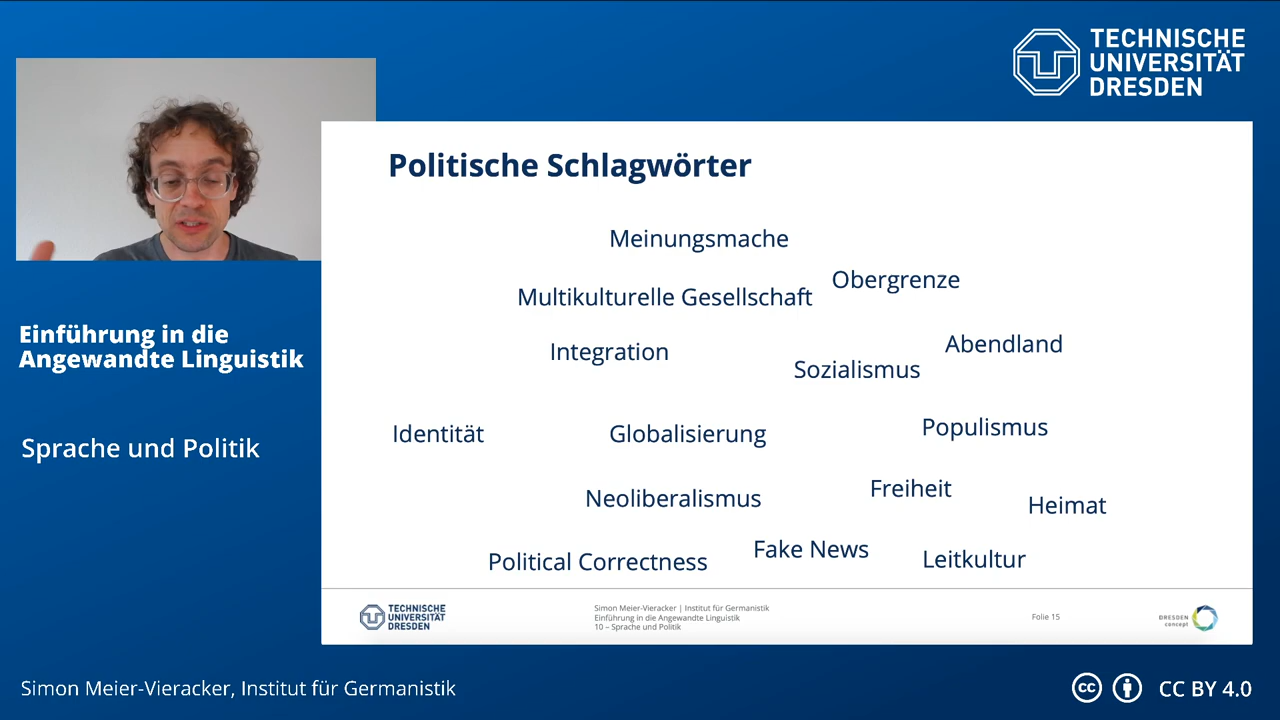 TECHNISCHE
UNIVERSITÄT
DRESDEN
Politische Schlagwörter
Meinungsmache
Obergrenze
Multikulturelle Gesellschaft
Abendland
Integration
Sozialismus
Identität
Globalisierung
Populismus
Neoliberalismus
Freiheit
Heimat
Political Correctness
Fake News
Leitkultur
TECHNISCHE
UNIVERSITÄT
DRESDEN
Simon Meier-Vieracker | Institut für Germanistik
Einführung in die Angewandte Linguistik
10 – Sprache und Politik
Folie 15
DRESDEN
concept
Einführung in die
Angewandte Linguistik
Sprache und Politik
Simon Meier-Vieracker, Institut für Germanistik
cc
CC BY 4.0